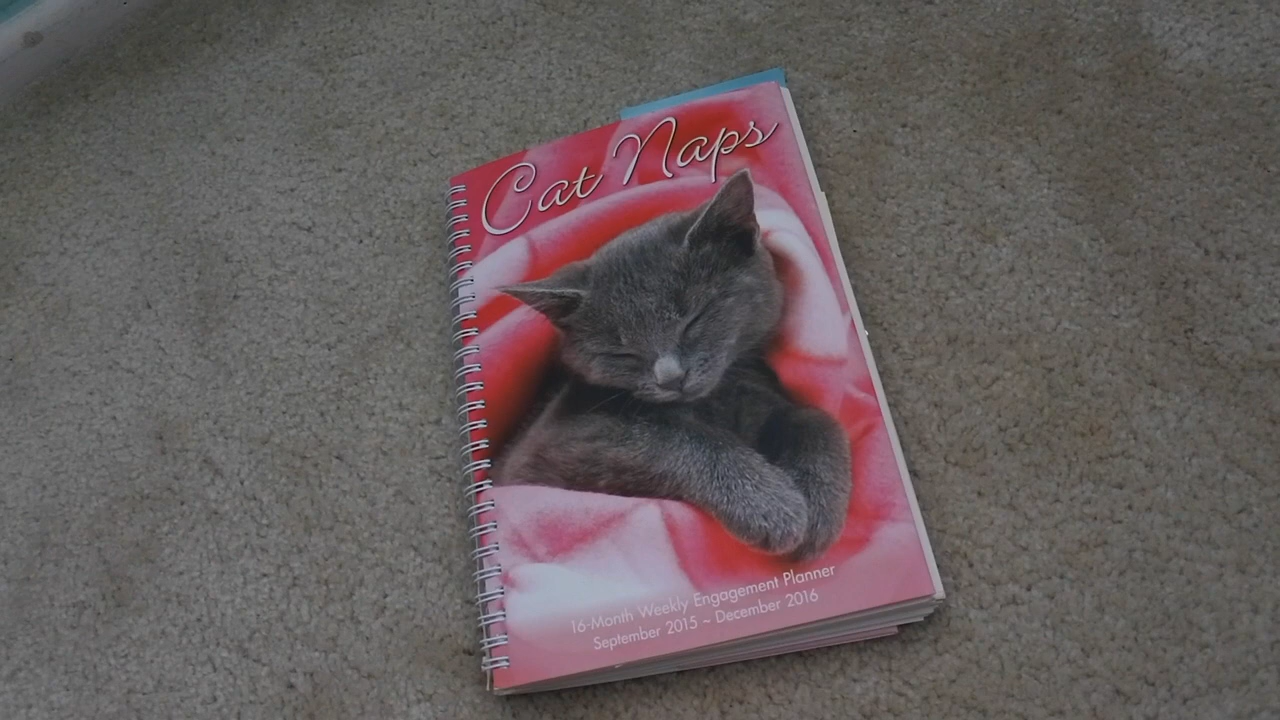 Cat Naps
16-Month Weekly Engagement Planner
September 2015 ~ December 2016